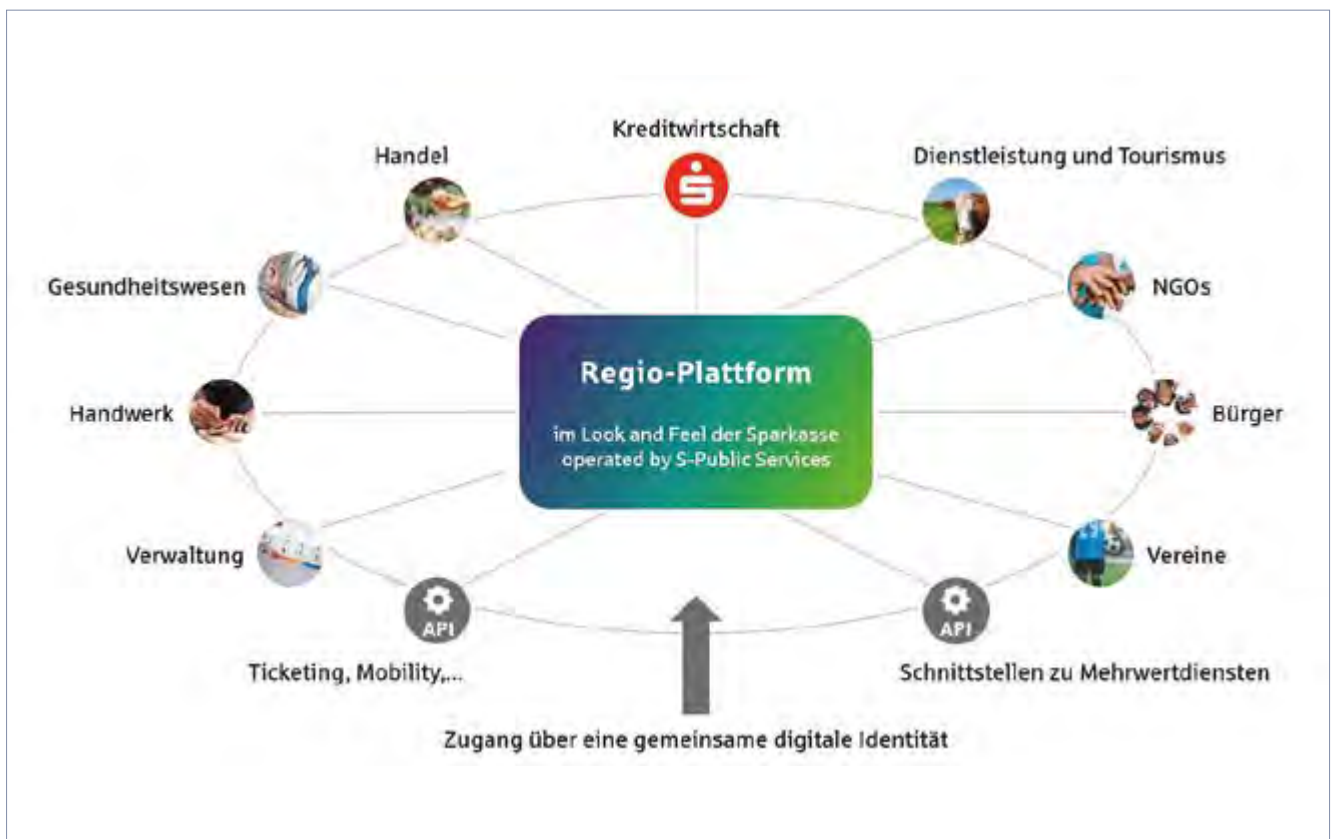 Kreditwirtschaft
Handel
Dienstleistung und Tourismus
Gesundheitswesen
NGOs
Regio-Plattform
im Look and Feel der Sparkasse
operated by S-Public Services
Handwerk
Bürger
Verwaltung
Vereine
API
API
Ticketing, Mobility,...
Schnittstellen zu Mehrwertdiensten
Zugang über eine gemeinsame digitale Identität